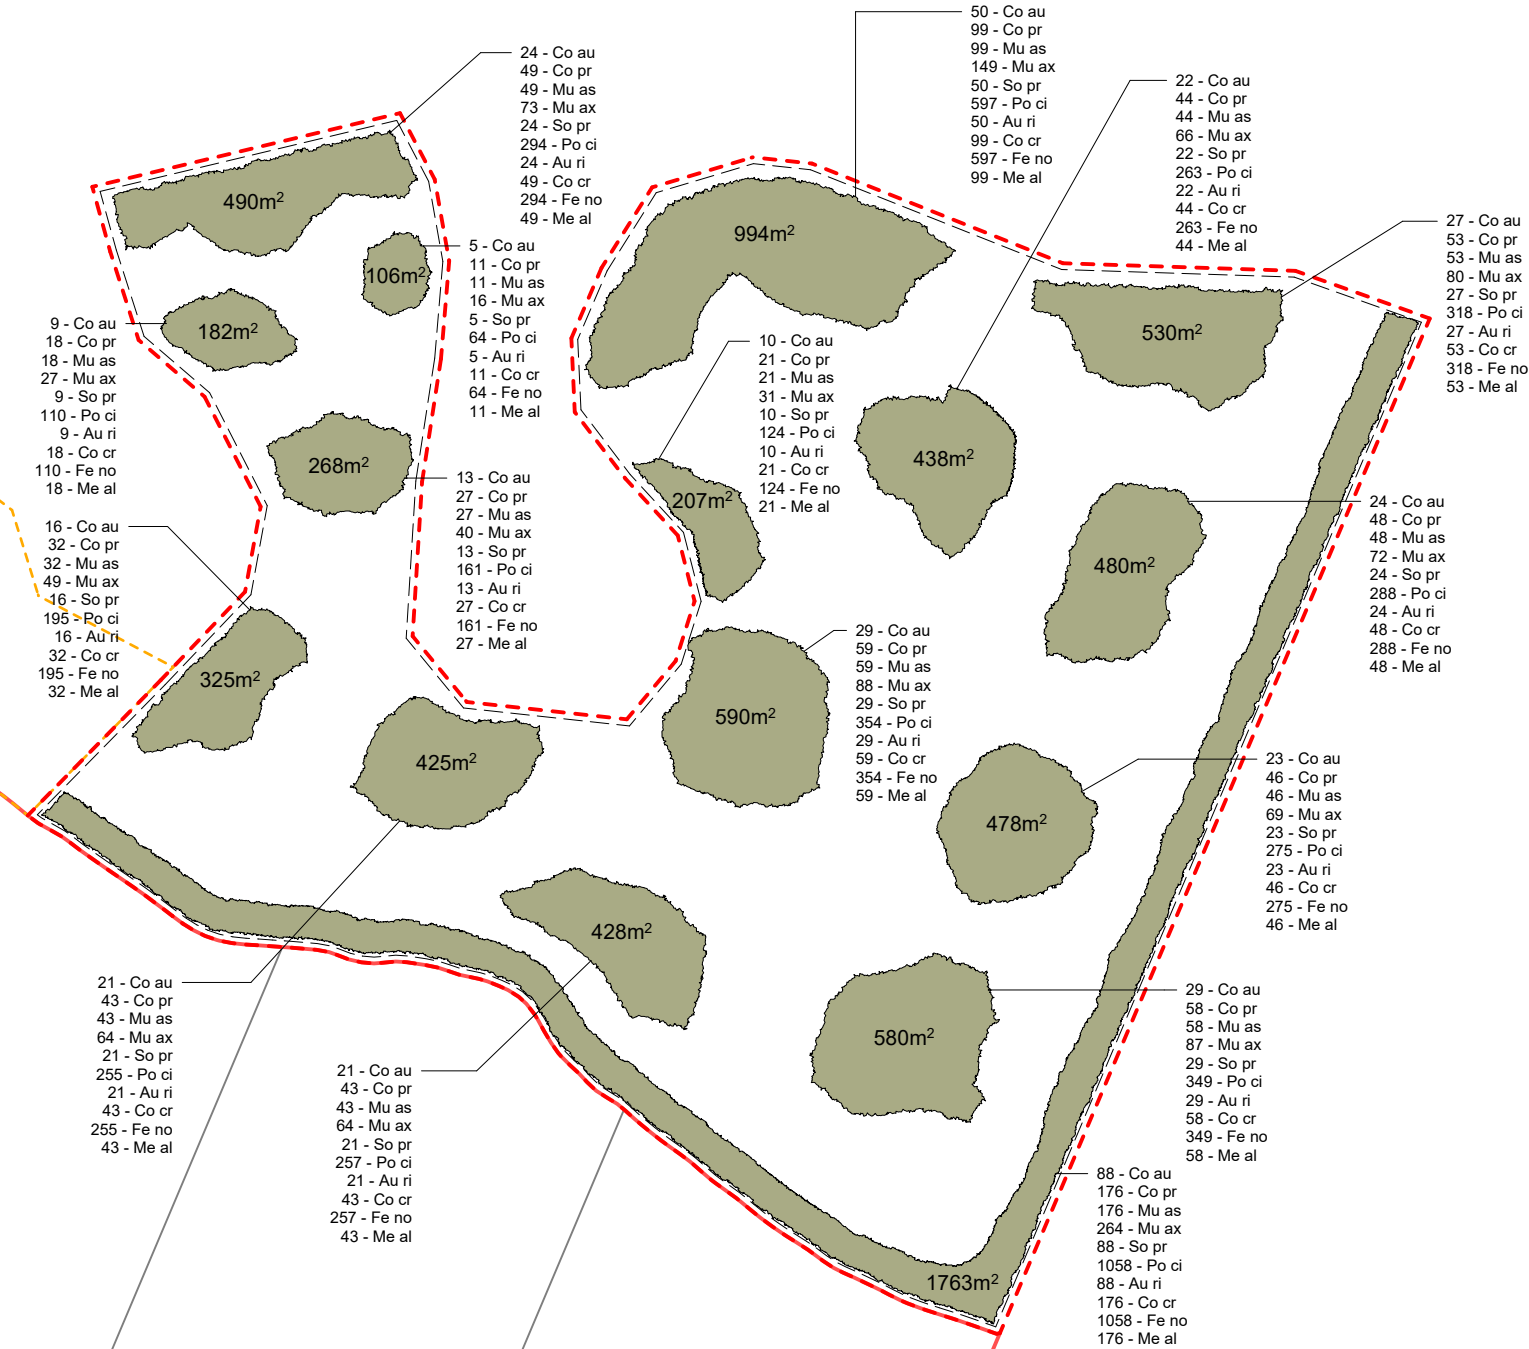 50 - Co au
99 - Co pr
99 - Mu as
149 - Mu ax
50 - So pr
597 - Po ci
50 - Au ri
99 - Co cr
597 - Fe no
99 - Me al
24 - Co au
49 - Co pr
49 - Mu as
73 - Mu ax
24 - So pr
294 - Po ci
24 - Au ri
49 - Co cr
294 - Fe no
49 - Me al
22 - Co au
44 - Co pr
44 - Mu as
66 - Mu ax
22 - So pr
263 - Po ci
22 - Au ri
44 - Co cr
263 - Fe no
44 - Me al
490m²
994m²
27 - Co au
53 - Co pr
53 - Mu as
80 - Mu ax
27 - So pr
318 - Po ci
27 - Au ri
53 - Co cr
318 - Fe no
53 - Me al
5 - Co au
11 - Co pr
11 - Mu as
16 - Mu ax
5 - So pr
64 - Po ci
5 - Au ri
11 - Co cr
64 - Fe no
11 - Me al
106m²
182m²
530m²
9 - Co au
18 - Co pr
18 - Mu as
27 - Mu ax
9 - So pr
110 - Po ci
9 - Au ri
18 - Co cr
110 - Fe no
18 - Me al
10 - Co au
21 - Co pr
21 - Mu as
31 - Mu ax
10 - So pr
124 - Po ci
10 - Au ri
21 - Co cr
124 - Fe no
21 - Me al
268m²
438m²
207m²
13 - Co au
27 - Co pr
27 - Mu as
40 - Mu ax
13 - So pr
161 - Po ci
13 - Au ri
27 - Co cr
161 - Fe no
27 - Me al
24 - Co au
48 - Co pr
48 - Mu as
72 - Mu ax
24 - So pr
288 - Po ci
24 - Au ri
48 - Co cr
288 - Fe no
48 - Me al
16 - Co au
32 - Co pr
32 - Mu as
49 - Mu ax
16 - So pr
195 - Po ci
16 - Au ri
32 - Co cr
195 - Fe no
32 - Me al
480m²
325m²
29 - Co au
59 - Co pr
59 - Mu as
88 - Mu ax
29 - So pr
354 - Po ci
29 - Au ri
59 - Co cr
354 - Fe no
59 - Me al
590m²
425m²
23 - Co au
46 - Co pr
46 - Mu as
69 - Mu ax
23 - So pr
275 - Po ci
23 - Au ri
46 - Co cr
275 - Fe no
46 - Me al
478m²
428m²
21 - Co au
43 - Co pr
43 - Mu as
64 - Mu ax
21 - So pr
255 - Po ci
21 - Au ri
43 - Co cr
255 - Fe no
43 - Me al
580m²
29 - Co au
58 - Co pr
58 - Mu as
87 - Mu ax
29 - So pr
349 - Po ci
29 - Au ri
58 - Co cr
349 - Fe no
58 - Me al
21 - Co au
43 - Co pr
43 - Mu as
64 - Mu ax
21 - So pr
257 - Po ci
21 - Au ri
43 - Co cr
257 - Fe no
43 - Me al
88 - Co au
176 - Co pr
176 - Mu as
264 - Mu ax
88 - So pr
1058 - Po ci
88 - Au ri
176 - Co cr
1058 - Fe no
176 - Me al
1763m²